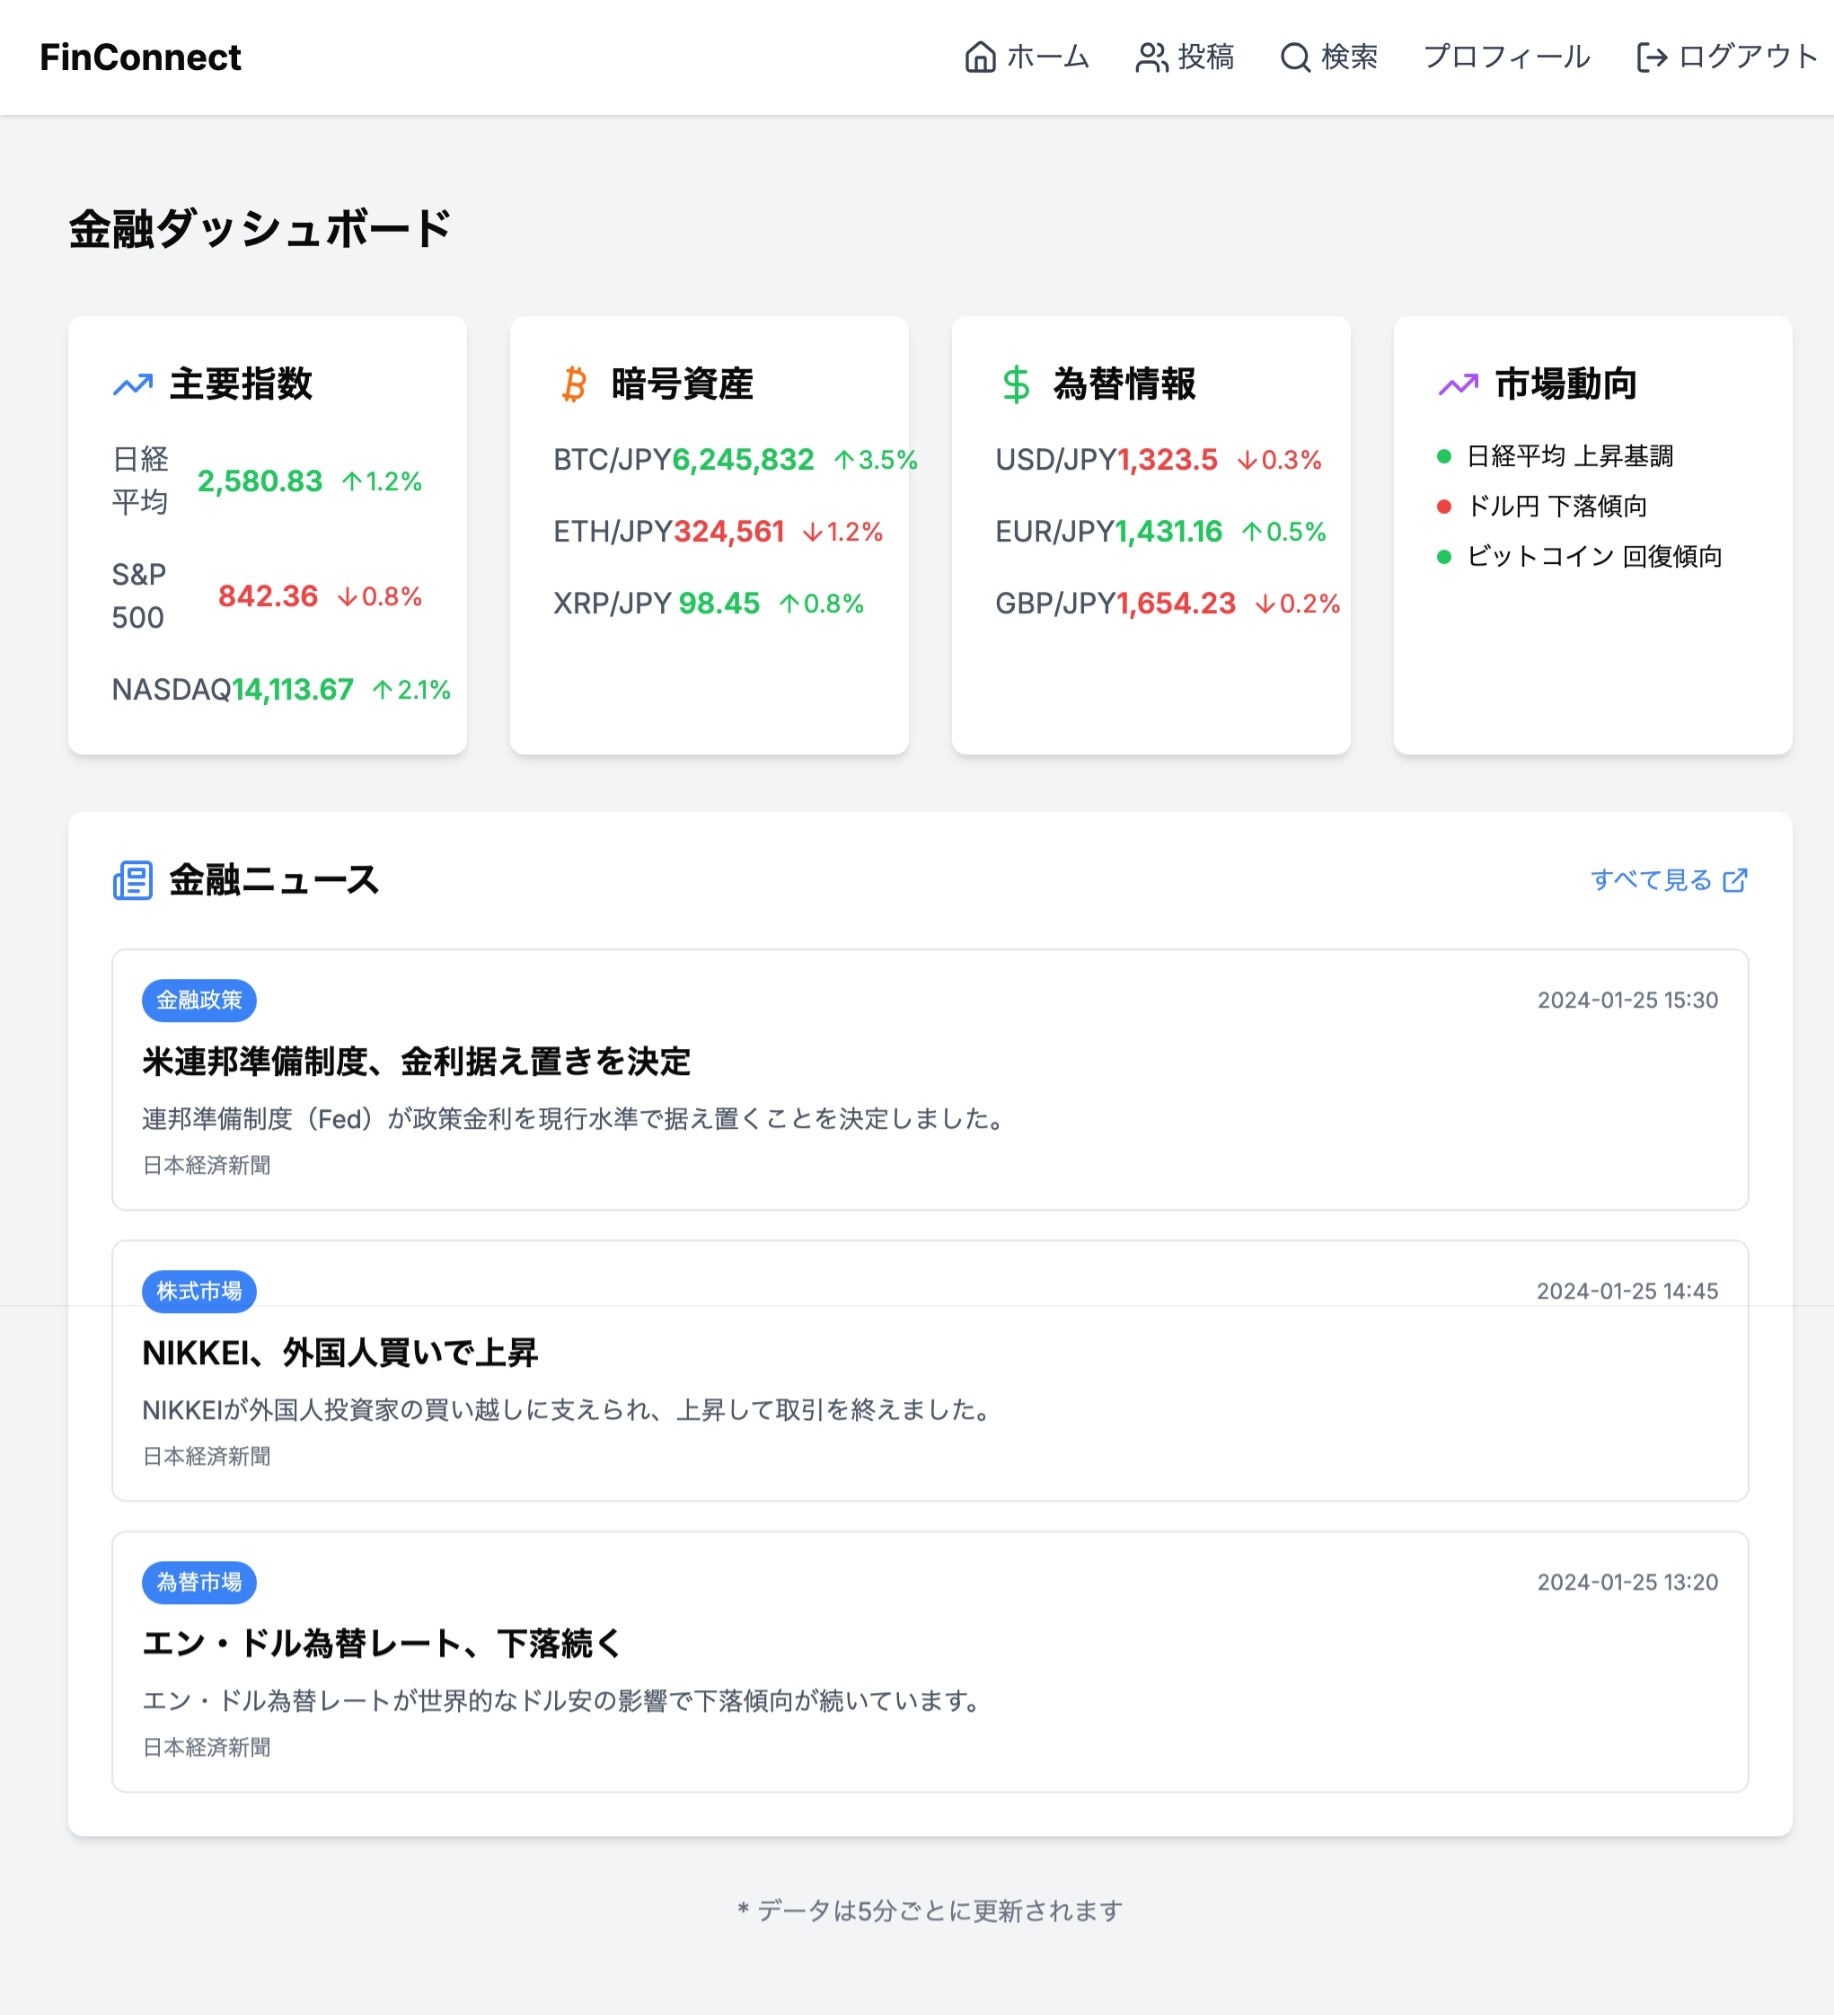 FinConnect
ホーム 投稿 検索 プロフィール ログアウト
金融ダッシュボード
主要指数
日経
平均
2,580.83 ↑1.2%
S&P
500
842.36 ↓0.8%
NASDAQ14,113.67 ↑2.1%
暗号資産
BTC/JPY6,245,832 ↑3.5%
ETH/JPY324,561 ↓1.2%
XRP/JPY 98.45 ↑0.8%
為替情報
USD/JPY1,323.5 ↓0.3%
EUR/JPY1,431.16 ↑0.5%
GBP/JPY1,654.23 ↓0.2%
市場動向
日経平均 上昇基調
ドル円 下落傾向
ビットコイン 回復傾向
金融ニュース
すべて見る
金融政策
2024-01-25 15:30
米連邦準備制度、金利据え置きを決定
連邦準備制度（Fed）が政策金利を現行水準で据え置くことを決定しました。
日本経済新聞
株式市場
2024-01-25 14:45
NIKKEI、外国人買いで上昇
NIKKEIが外国人投資家の買い越しに支えられ、上昇して取引を終えました。
日本経済新聞
為替市場
2024-01-25 13:20
エン・ドル為替レート、下落続く
エン・ドル為替レートが世界的なドル安の影響で下落傾向が続いています。
日本経済新聞
* データは5分ごとに更新されます